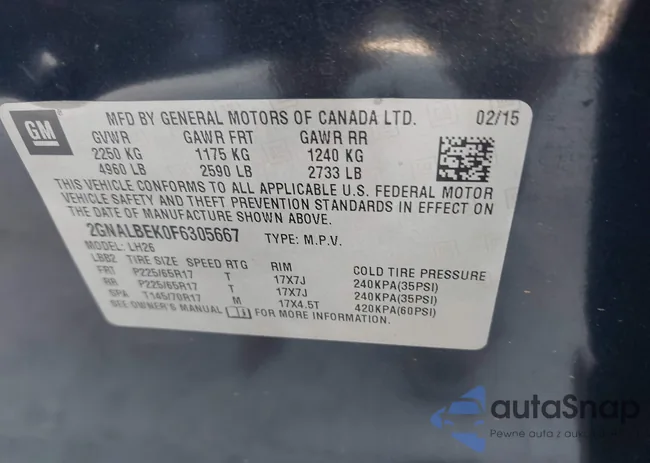 GM
MFD BY GENERAL MOTORS OF CANADA LTD. 02/15
GVWR GAWR FRT GAWR RR
2250 KG 1175 KG 1240 KG
4960 LB 2590 LB 2733 LB
THIS VEHICLE CONFORMS TO ALL APPLICABLE U.S. FEDERAL MOTOR
VEHICLE SAFETY AND THEFT PREVENTION STANDARDS IN EFFECT ON
THE DATE OF MANUFACTURE SHOWN ABOVE.
2GNALBEK0F6305667 TYPE: M.P.V.
MODEL: LH26
LBB2 TIRE SIZE SPEED RTG RIM COLD TIRE PRESSURE
FRT P225/65R17 T 17X7J 240KPA(35PSI)
RR P225/65R17 T 17X7J 240KPA(35PSI)
SPA T145/70R17 M 17X4.5T 420KPA(60PSI)
SEE OWNER'S MANUAL FOR MORE INFORMATION.
autoSnap
Pewne auto z aukcji